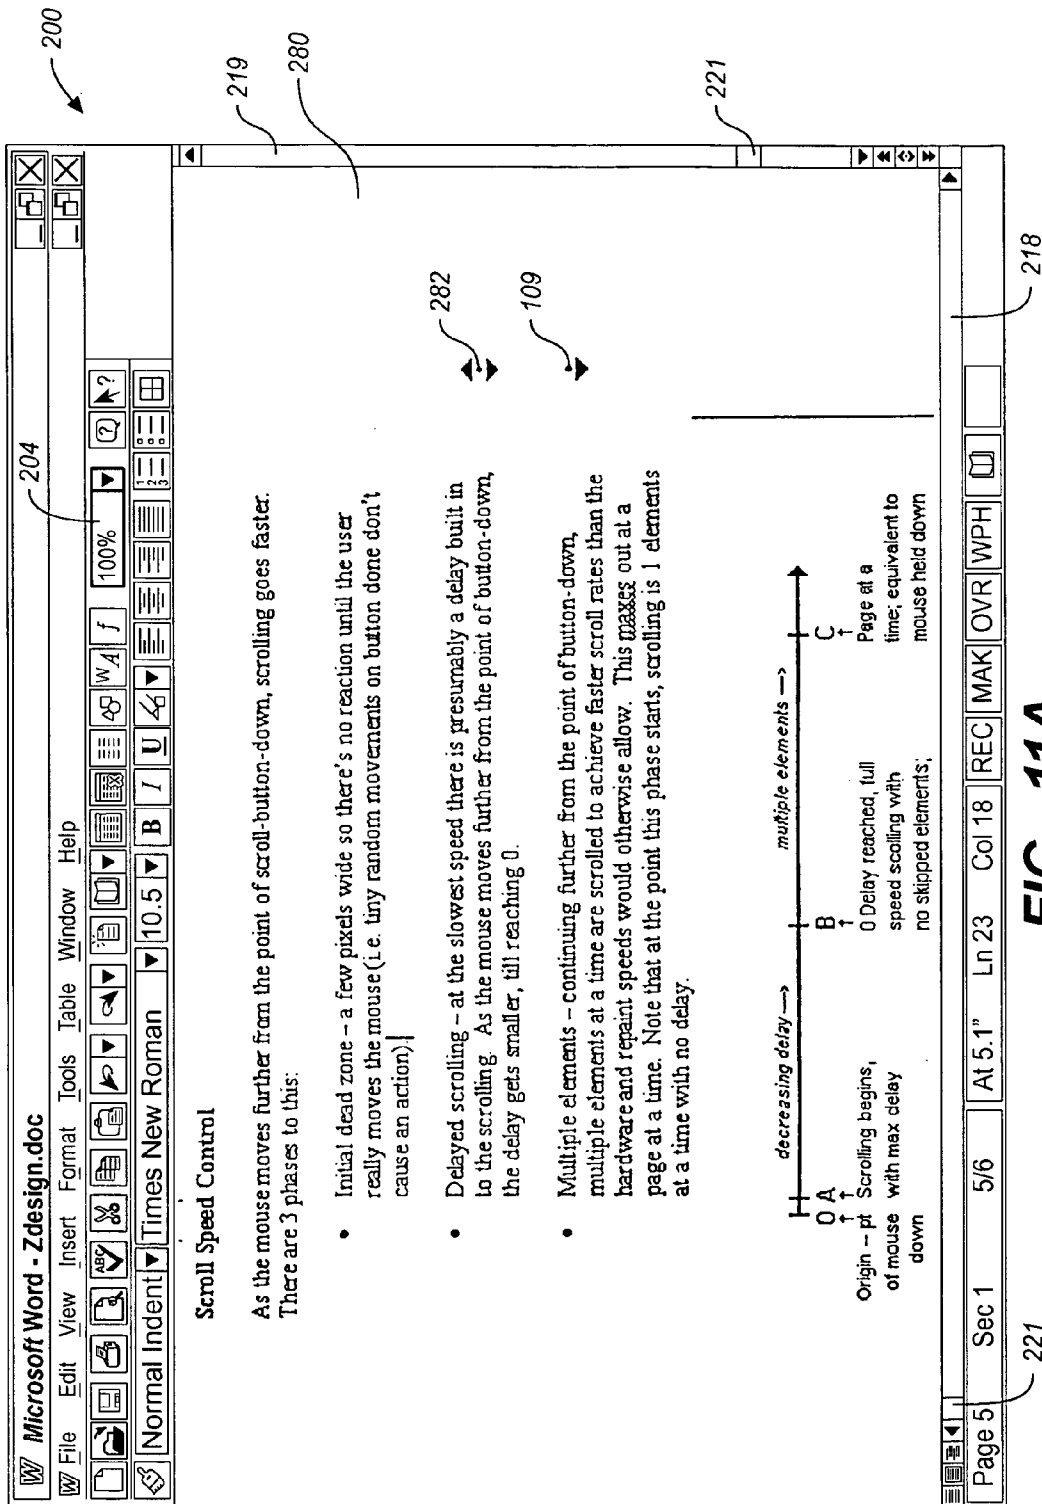 200
Microsoft Word - Zdesign.doc
File Edit View Insert Format Tools Table Window Help
204
ABC 100% ?
Normal Indent Times New Roman 10.5 B I U
219
280
Scroll Speed Control
As the mouse moves further from the point of scroll-button-down, scrolling goes faster.
There are 3 phases to this:
• Initial dead zone – a few pixels wide so there's no reaction until the user
really moves the mouse (i.e. tiny random movements on button done don't
cause an action).
• Delayed scrolling – at the slowest speed there is presumably a delay built in
to the scrolling. As the mouse moves further from the point of button-down,
the delay gets smaller, till reaching 0.
282
• Multiple elements – continuing further from the point of button-down,
multiple elements at a time are scrolled to achieve faster scroll rates than the
hardware and repaint speeds would otherwise allow. This maxes out at a
page at a time. Note that at the point this phase starts, scrolling is 1 elements
at a time with no delay.
109
221
decreasing delay —> multiple elements —>
O A B C
Origin – pt
of mouse
down
Scrolling begins,
with max delay
0 Delay reached, full
speed scolling with
no skipped elements;
Page at a
time; equivalent to
mouse held down
Page 5 Sec 1 5/6 At 5.1" Ln 23 Col 18 REC MAK OVR WPH
221
218
FIG. 11A